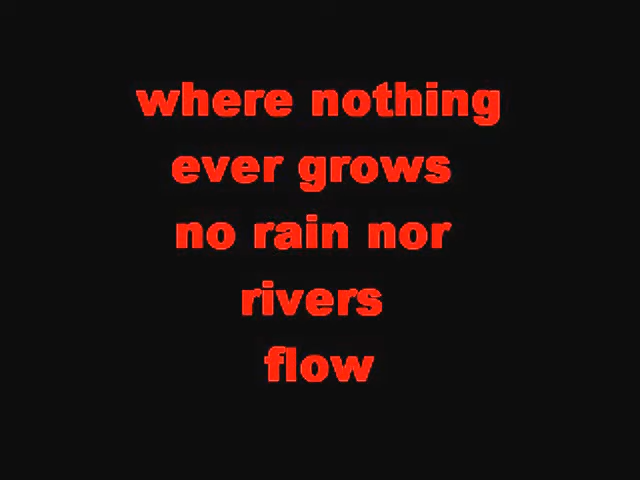 where nothing
ever grows
no rain nor
rivers
flow